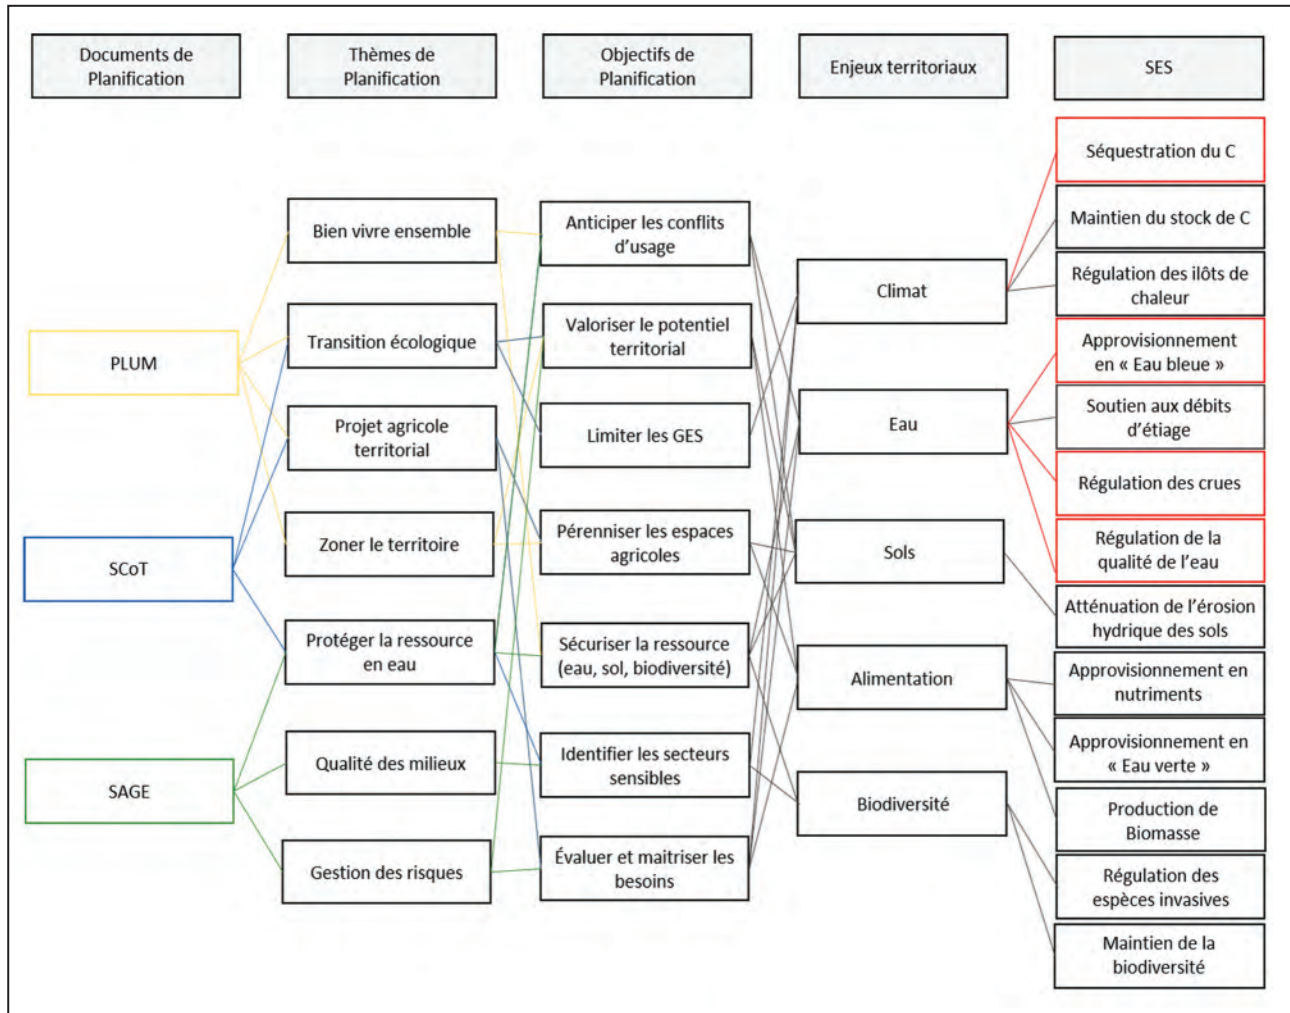 Documents de
Planification
Thèmes de
Planification
Objectifs de
Planification
Enjeux territoriaux
SES
PLUM
SCoT
SAGE
Bien vivre ensemble
Transition écologique
Projet agricole
territorial
Zoner le territoire
Protéger la ressource
en eau
Qualité des milieux
Gestion des risques
Anticiper les conflits
d’usage
Valoriser le potentiel
territorial
Limiter les GES
Pérenniser les espaces
agricoles
Sécuriser la ressource
(eau, sol, biodiversité)
Identifier les secteurs
sensibles
Évaluer et maitriser les
besoins
Climat
Eau
Sols
Alimentation
Biodiversité
Séquestration du C
Maintien du stock de C
Régulation des ilôts de
chaleur
Approvisionnement
en « Eau bleue »
Soutien aux débits
d’étiage
Régulation des crues
Régulation de la
qualité de l’eau
Atténuation de l’érosion
hydrique des sols
Approvisionnement en
nutriments
Approvisionnement en
« Eau verte »
Production de
Biomasse
Régulation des
espèces invasives
Maintien de la
biodiversité